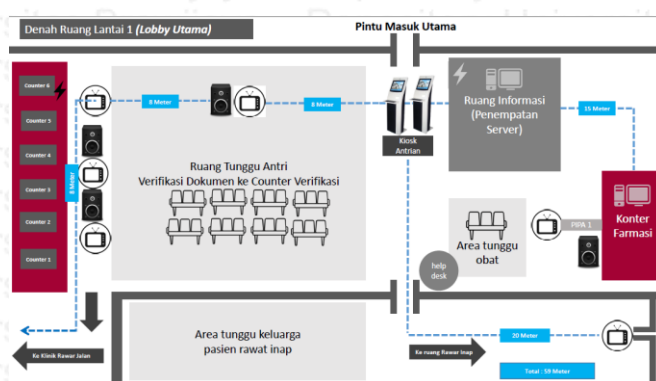 Denah Ruang Lantai 1 (Lobby Utama)
Pintu Masuk Utama
Counter 6
Counter 5
Counter 4
Counter 3
Counter 2
Counter 1
8 Meter
8 Meter
8 Meter
Kiosk
Antrian
Ruang Informasi
(Penempatan
Server)
15 Meter
Ruang Tunggu Antri
Verifikasi Dokumen ke Counter Verifikasi
Area tunggu
obat
PIPA 1
Konter
Farmasi
help
desk
Area tunggu keluarga
pasien rawat inap
Ke Klinik Rawar Jalan
Ke ruang Rawar Inap
20 Meter
Total : 59 Meter